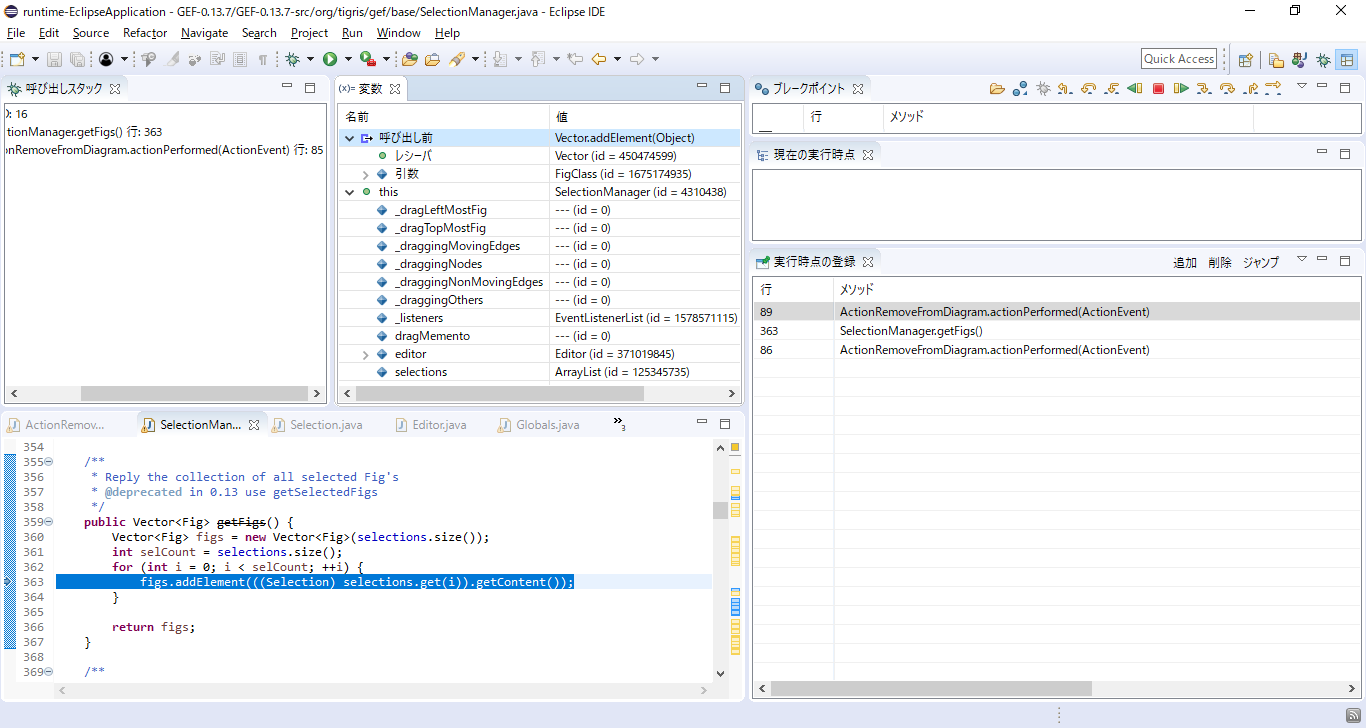 runtime-EclipseApplication - GEF-0.13.7/GEF-0.13.7-src/org/tigris/gef/base/SelectionManager.java - Eclipse IDE
File Edit Source Refactor Navigate Search Project Run Window Help
Quick Access
呼び出しスタック
: 16
tionManager.getFigs() 行: 363
nRemoveFromDiagram.actionPerformed(ActionEvent) 行: 85
(x)= 変数
名前 値
呼び出し前 Vector.addElement(Object)
レシーバ Vector (id = 450474599)
引数 FigClass (id = 1675174935)
this SelectionManager (id = 4310438)
_dragLeftMostFig --- (id = 0)
_dragTopMostFig --- (id = 0)
_draggingMovingEdges --- (id = 0)
_draggingNodes --- (id = 0)
_draggingNonMovingEdges --- (id = 0)
_draggingOthers --- (id = 0)
_listeners EventListenerList (id = 1578571115)
dragMemento --- (id = 0)
editor Editor (id = 371019845)
selections ArrayList (id = 125345735)
ブレークポイント
行 メソッド
現在の実行時点
実行時点の登録
追加 削除 ジャンプ
行 メソッド
89 ActionRemoveFromDiagram.actionPerformed(ActionEvent)
363 SelectionManager.getFigs()
86 ActionRemoveFromDiagram.actionPerformed(ActionEvent)
ActionRemov... SelectionMan... Selection.java Editor.java Globals.java »3
354
355 /**
356 * Reply the collection of all selected Fig's
357 * @deprecated in 0.13 use getSelectedFigs
358 */
359 public Vector<Fig> getFigs() {
360 Vector<Fig> figs = new Vector<Fig>(selections.size());
361 int selCount = selections.size();
362 for (int i = 0; i < selCount; ++i) {
363 figs.addElement(((Selection) selections.get(i)).getContent());
364 }
365
366 return figs;
367 }
368
369 /**